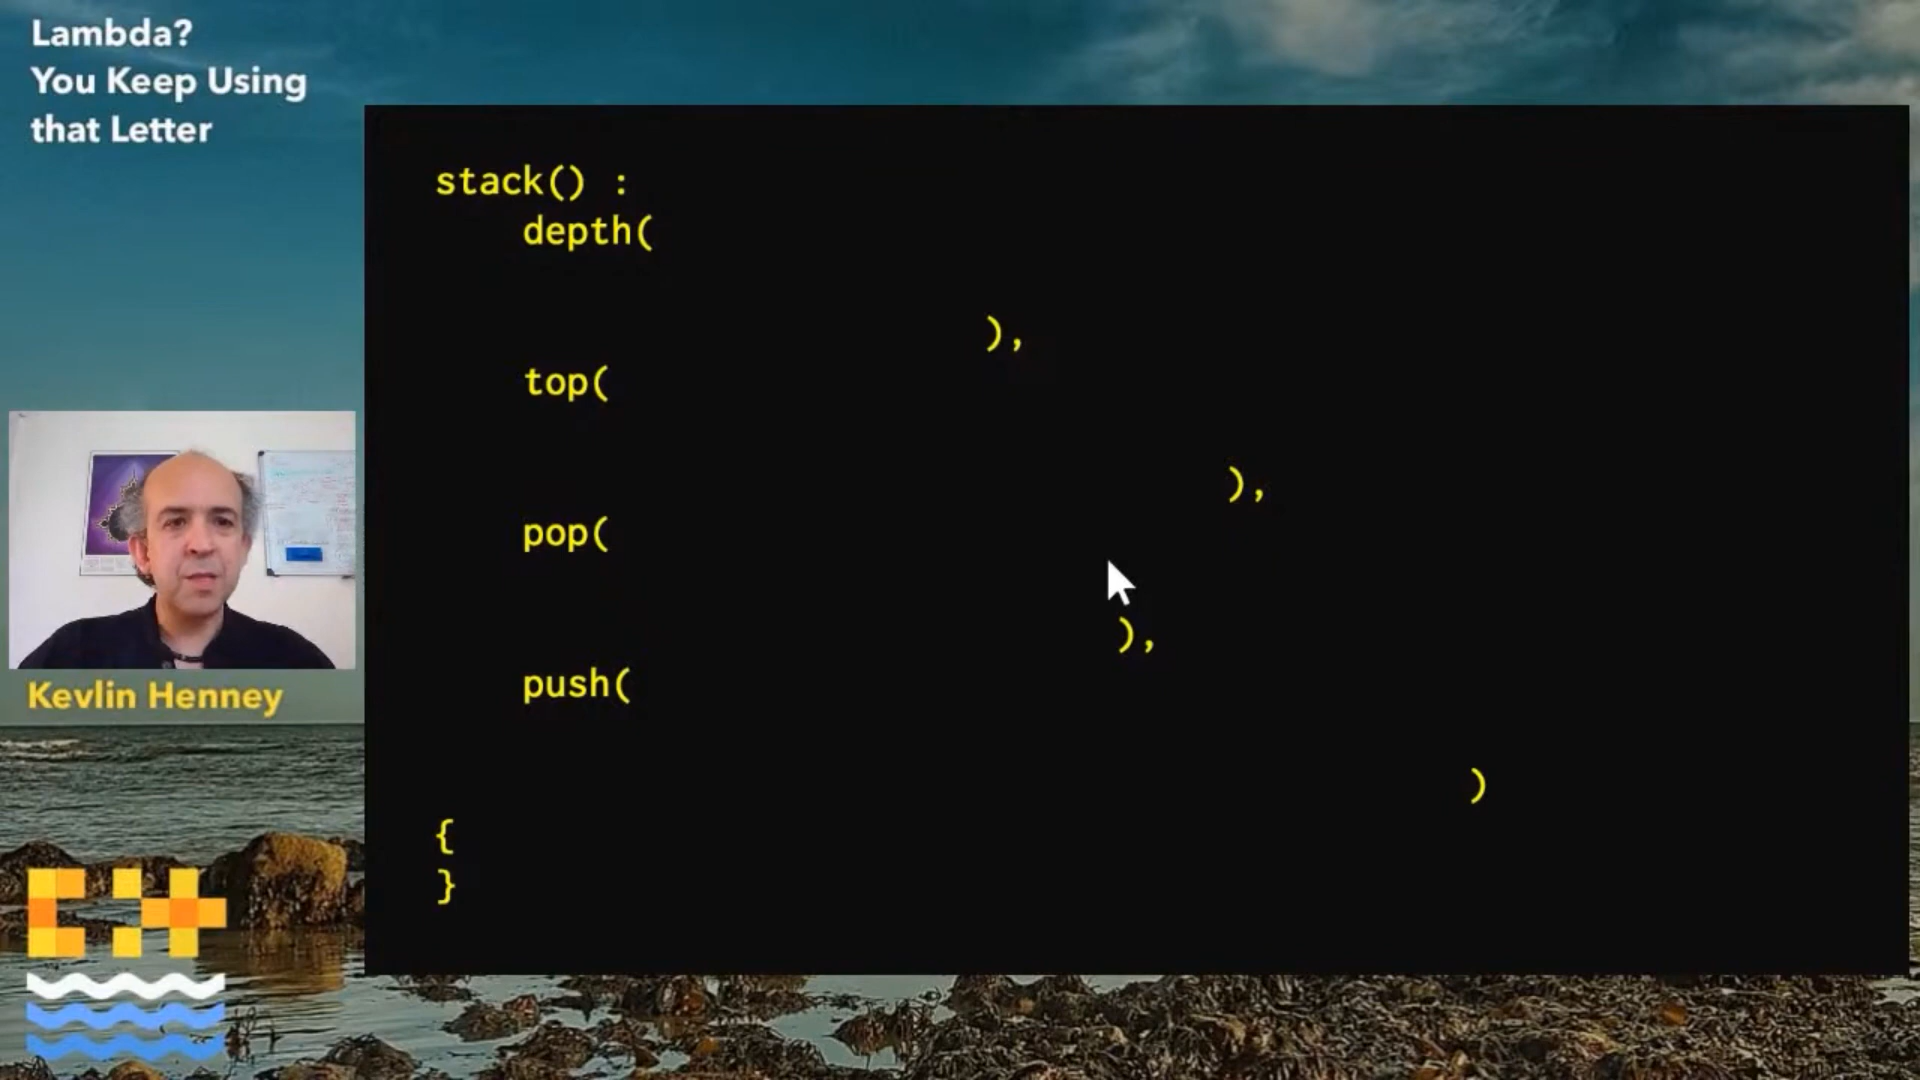 Lambda?
You Keep Using
that Letter
stack() :
    depth(
                         ),
    top(
                                    ),
    pop(
                               ),
    push(
                                               )
{
}
Kevlin Henney
C++